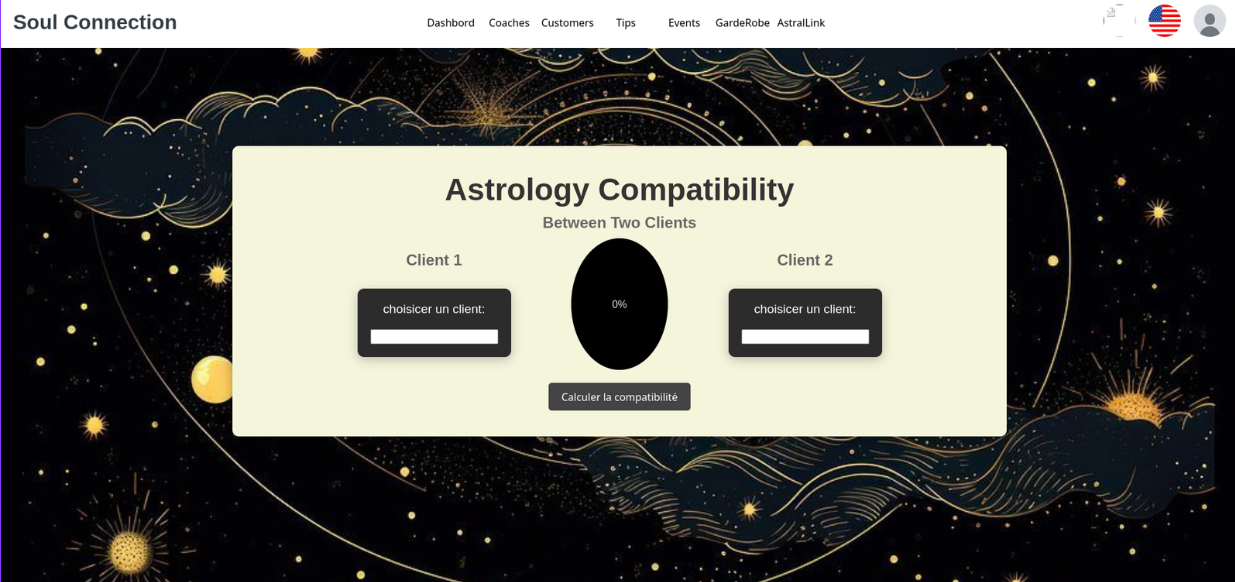 Soul Connection
Dashbord Coaches Customers Tips Events GardeRobe AstralLink
Astrology Compatibility
Between Two Clients
Client 1
choisicer un client:
0%
Client 2
choisicer un client:
Calculer la compatibilité